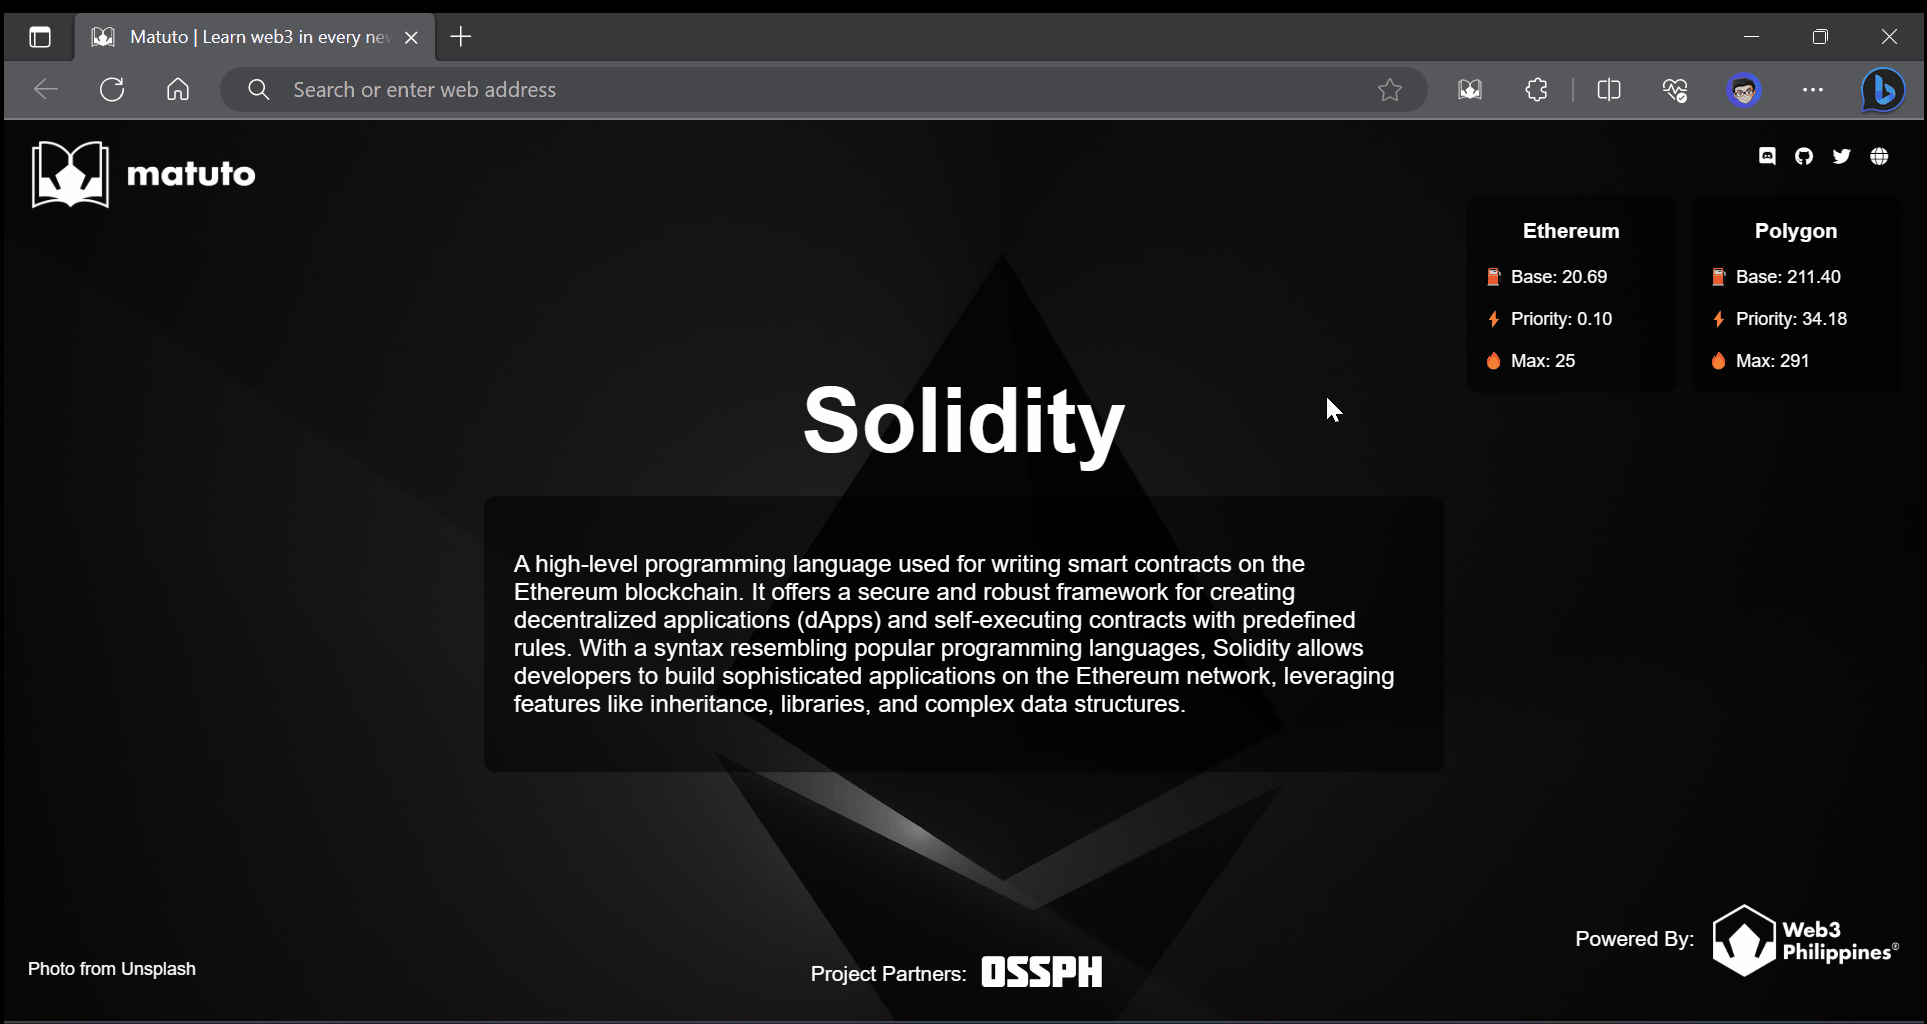 Matuto | Learn web3 in every ne
Search or enter web address
matuto
Ethereum
Base: 20.69
Priority: 0.10
Max: 25
Polygon
Base: 211.40
Priority: 34.18
Max: 291
Solidity
A high-level programming language used for writing smart contracts on the
Ethereum blockchain. It offers a secure and robust framework for creating
decentralized applications (dApps) and self-executing contracts with predefined
rules. With a syntax resembling popular programming languages, Solidity allows
developers to build sophisticated applications on the Ethereum network, leveraging
features like inheritance, libraries, and complex data structures.
Photo from Unsplash
Project Partners: OSSPH
Powered By:
Web3
Philippines®